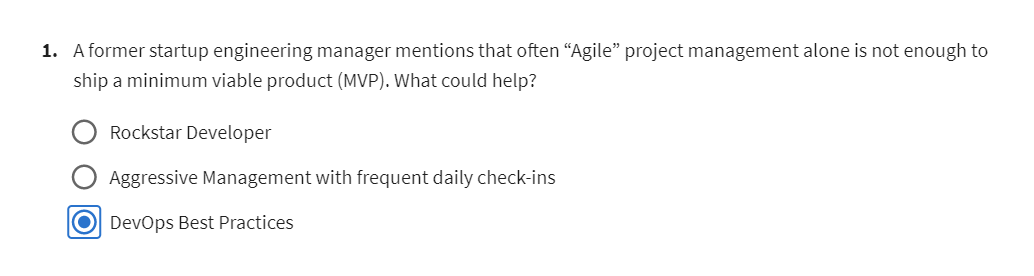 1. A former startup engineering manager mentions that often “Agile” project management alone is not enough to
ship a minimum viable product (MVP). What could help?
Rockstar Developer
Aggressive Management with frequent daily check-ins
DevOps Best Practices